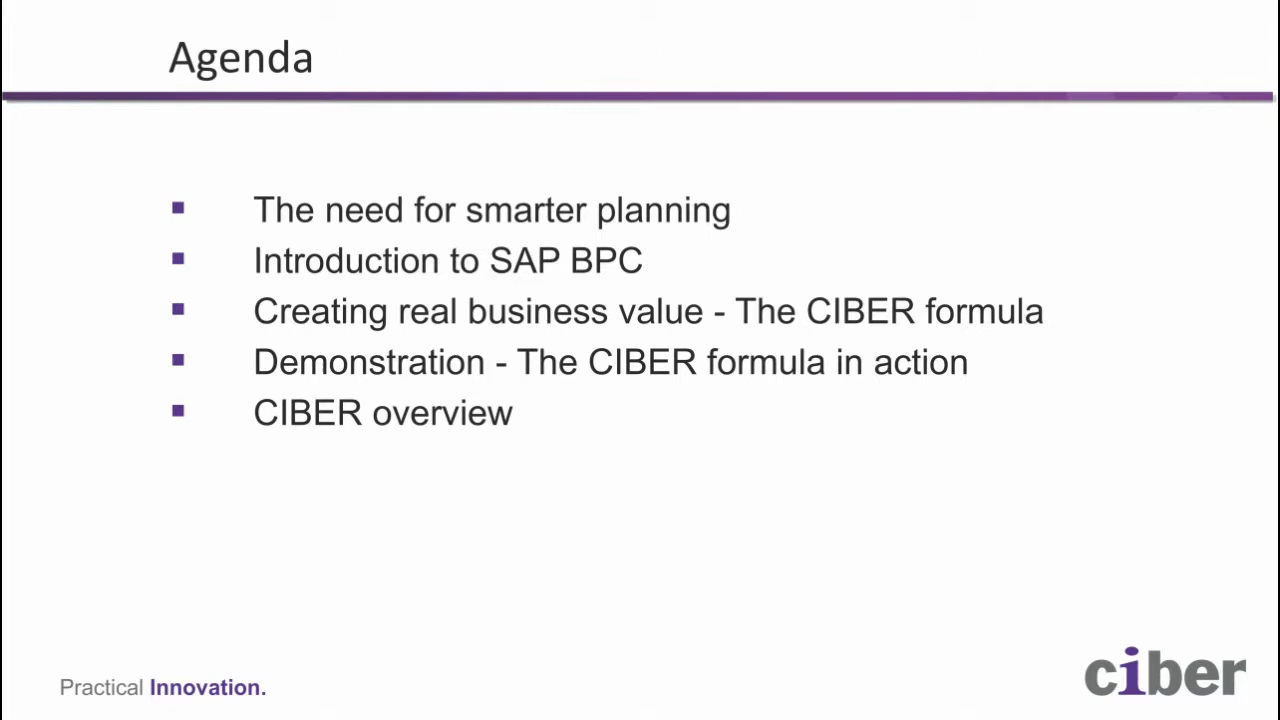 Agenda
The need for smarter planning
Introduction to SAP BPC
Creating real business value - The CIBER formula
Demonstration - The CIBER formula in action
CIBER overview
Practical Innovation.
ciber